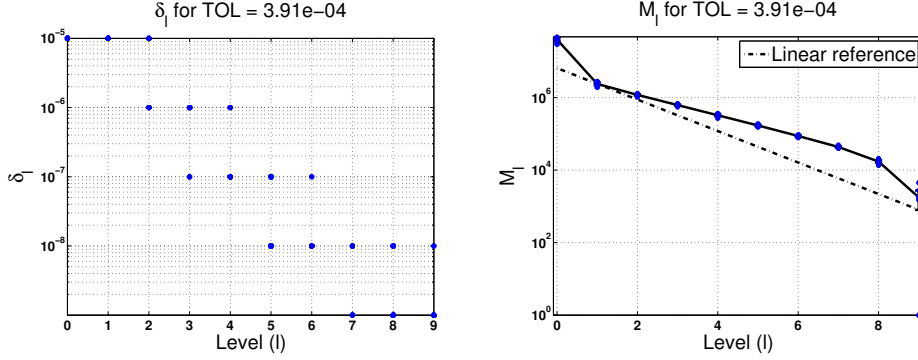 δl for TOL = 3.91e−04
10-5
10-6
10-7
10-8
δl
0 1 2 3 4 5 6 7 8 9
Level (l)
Ml for TOL = 3.91e−04
Linear reference
106
104
102
100
Ml
0 2 4 6 8
Level (l)